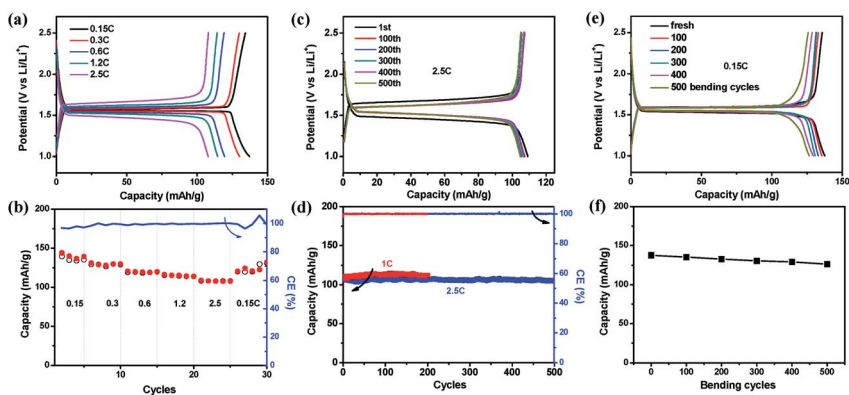 (a)
0.15C
0.3C
0.6C
1.2C
2.5C
2.5
2.0
1.5
1.0
Potential (V vs Li/Li⁺)
0
50
100
150
Capacity (mAh/g)
(c)
1st
100th
200th
300th
400th
500th
2.5C
2.5
2.0
1.5
1.0
Potential (V vs Li/Li⁺)
0
20
40
60
80
100
120
Capacity (mAh/g)
(e)
fresh
100
200
300
400
500 bending cycles
0.15C
2.5
2.0
1.5
1.0
Potential (V vs Li/Li⁺)
0
50
100
150
Capacity (mAh/g)
(b)
200
150
100
50
0
Capacity (mAh/g)
0.15
0.3
0.6
1.2
2.5
0.15C
100
80
60
40
20
0
CE (%)
0
10
20
30
Cycles
(d)
200
150
100
50
0
Capacity (mAh/g)
1C
2.5C
100
80
60
40
20
0
CE (%)
0
100
200
300
400
500
Cycles
(f)
200
150
100
50
0
Capacity (mAh/g)
0
100
200
300
400
500
Bending cycles